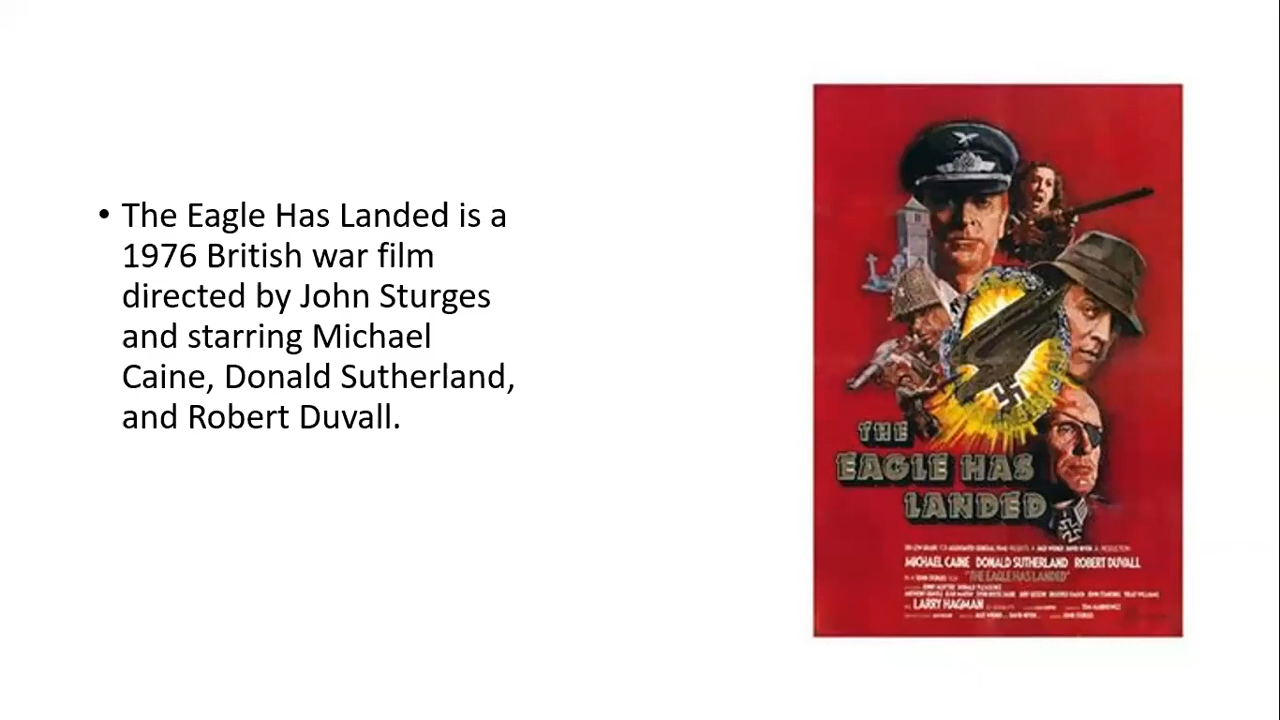 • The Eagle Has Landed is a
1976 British war film
directed by John Sturges
and starring Michael
Caine, Donald Sutherland,
and Robert Duvall.
THE
EAGLE HAS
LANDED
MICHAEL CAINE DONALD SUTHERLAND ROBERT DUVALL
"THE EAGLE HAS LANDED"
LARRY HAGMAN